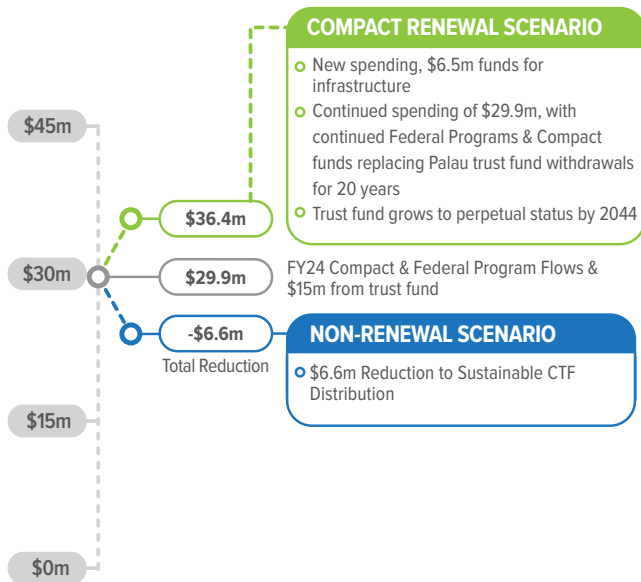 COMPACT RENEWAL SCENARIO
New spending, $6.5m funds for
infrastructure
Continued spending of $29.9m, with
continued Federal Programs & Compact
funds replacing Palau trust fund withdrawals
for 20 years
Trust fund grows to perpetual status by 2044
$45m
$36.4m
$30m
$29.9m
FY24 Compact & Federal Program Flows &
$15m from trust fund
-$6.6m
Total Reduction
NON-RENEWAL SCENARIO
$6.6m Reduction to Sustainable CTF
Distribution
$15m
$0m